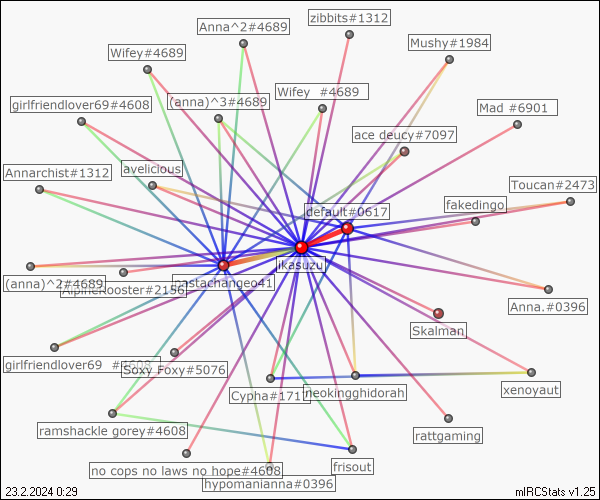 zibbits#1312
Anna^2#4689
Mushy#1984
Wifey#4689
Wifey  #4689
(anna)^3#4689
girlfriendlover69#4608
Mad #6901
ace deucy#7097
avelicious
Annarchist#1312
Toucan#2473
fakedingo
default#0617
ikasuzu
mastachange41
(anna)^2#4689
Anna.#0396
Skalman
girlfriendlover69  #4608
Soxy Foxy#5076
Cypha#1717
neokingghidorah
xenoyaut
ramshackle gorey#4608
rattgaming
no cops no laws no hope#4608
frisout
hypomanianna#0396
23.2.2024 0:29
mIRCStats v1.25